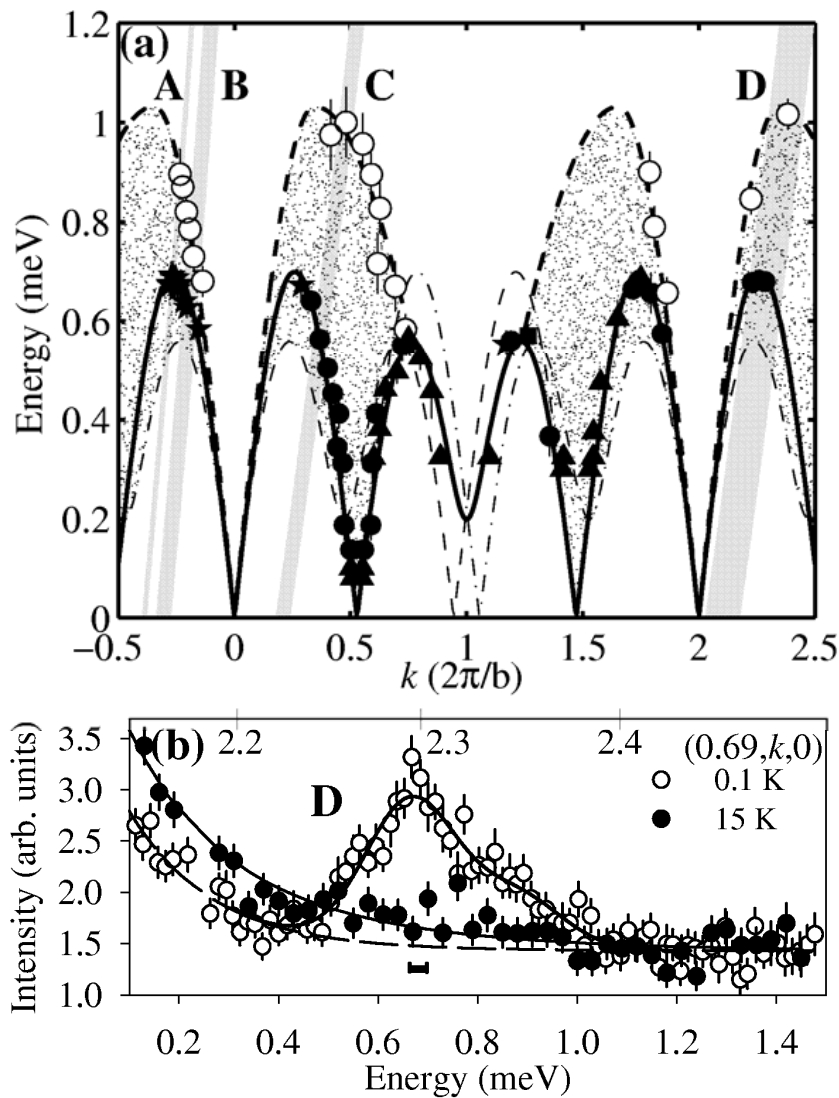 (a)
A B C D
1.2
1
0.8
0.6
0.4
0.2
0
Energy (meV)
−0.5 0 0.5 1 1.5 2 2.5
k (2π/b)
(b)
2.2 2.3 2.4 (0.69,k,0)
D
0.1 K
15 K
3.5
3.0
2.5
2.0
1.5
1.0
Intensity (arb. units)
0.2 0.4 0.6 0.8 1.0 1.2 1.4
Energy (meV)